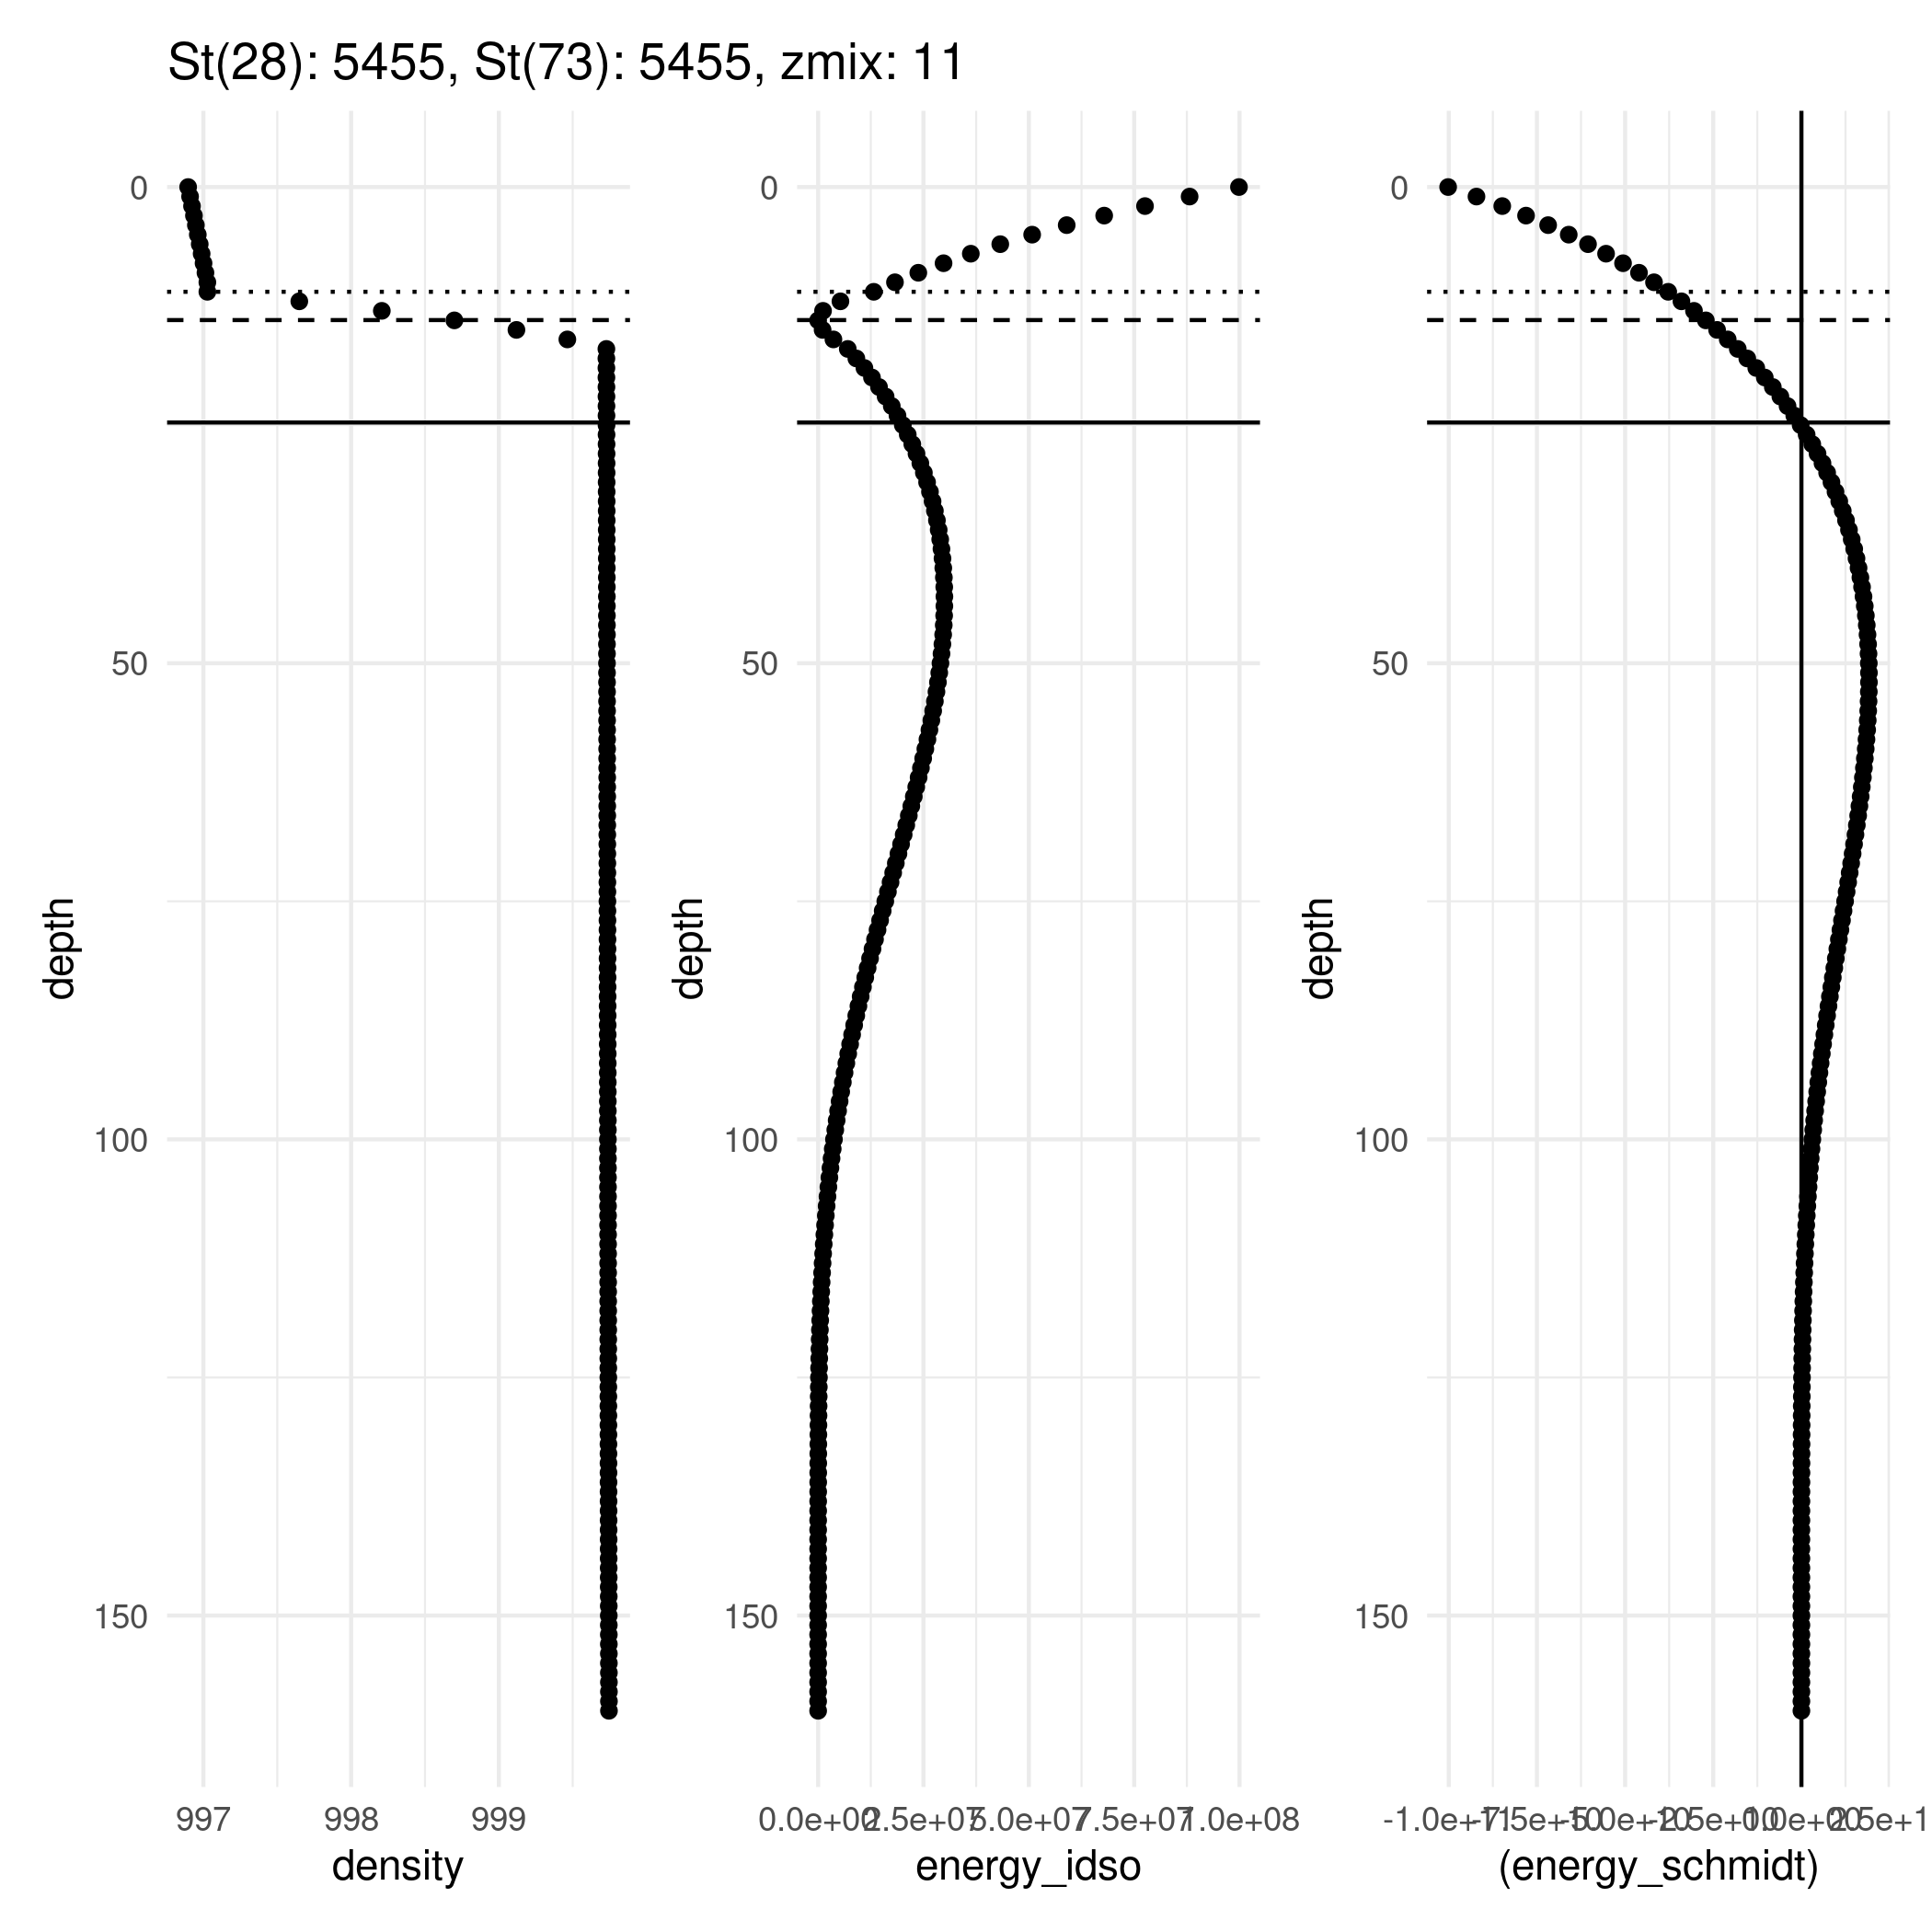 St(28): 5455, St(73): 5455, zmix: 11
depth
0
50
100
150
997
998
999
density
depth
0
50
100
150
0.0e+00
2.5e+07
5.0e+07
7.5e+07
1.0e+08
energy_idso
depth
0
50
100
150
(energy_schmidt)